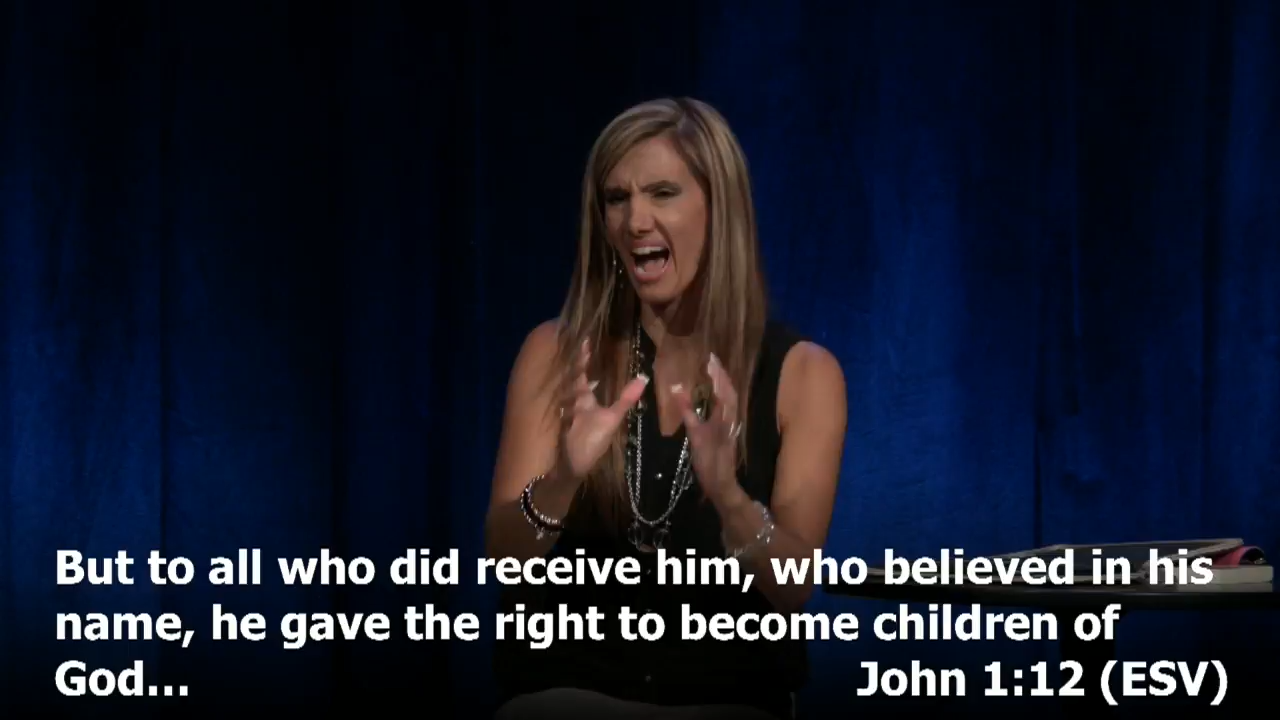 But to all who did receive him, who believed in his
name, he gave the right to become children of
God... John 1:12 (ESV)